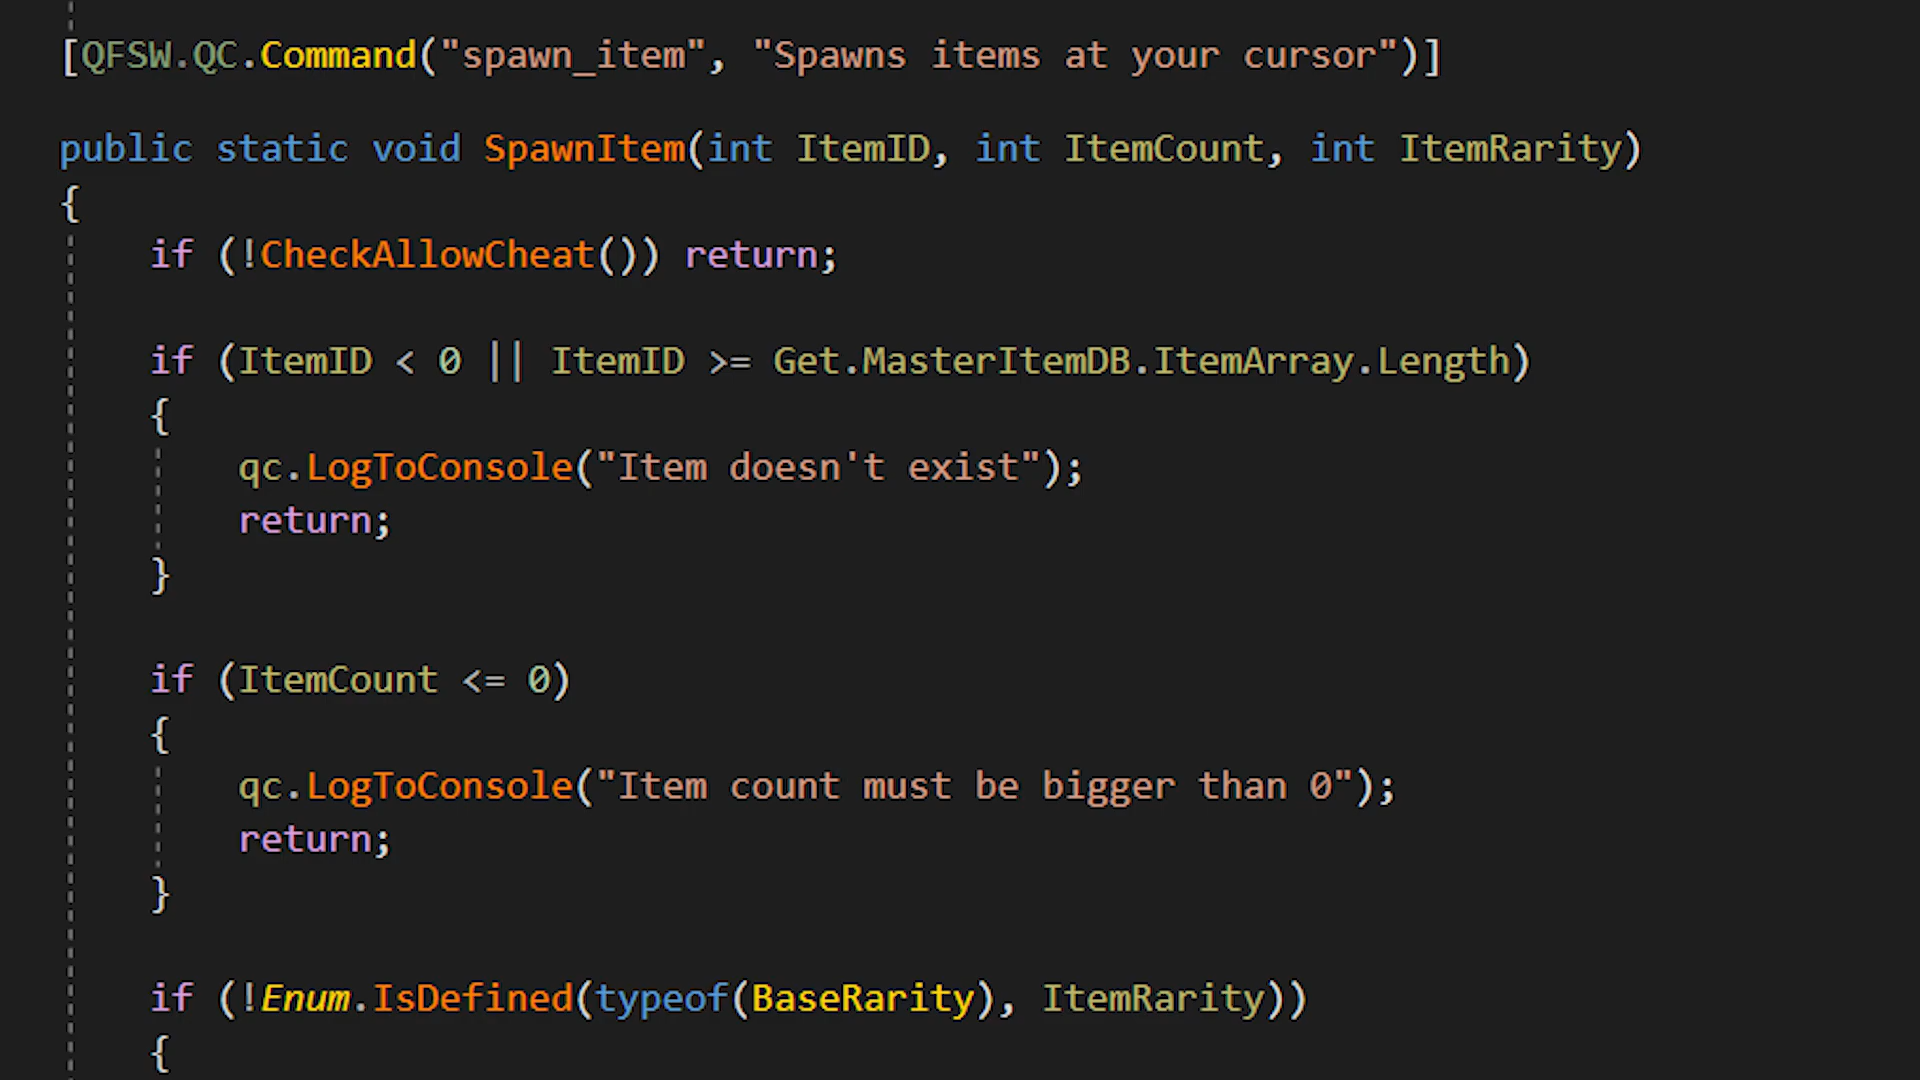 [QFSW.QC.Command("spawn_item", "Spawns items at your cursor")]
public static void SpawnItem(int ItemID, int ItemCount, int ItemRarity)
{
if (!CheckAllowCheat()) return;
if (ItemID < 0 || ItemID >= Get.MasterItemDB.ItemArray.Length)
{
qc.LogToConsole("Item doesn't exist");
return;
}
if (ItemCount <= 0)
{
qc.LogToConsole("Item count must be bigger than 0");
return;
}
if (!Enum.IsDefined(typeof(BaseRarity), ItemRarity))
{